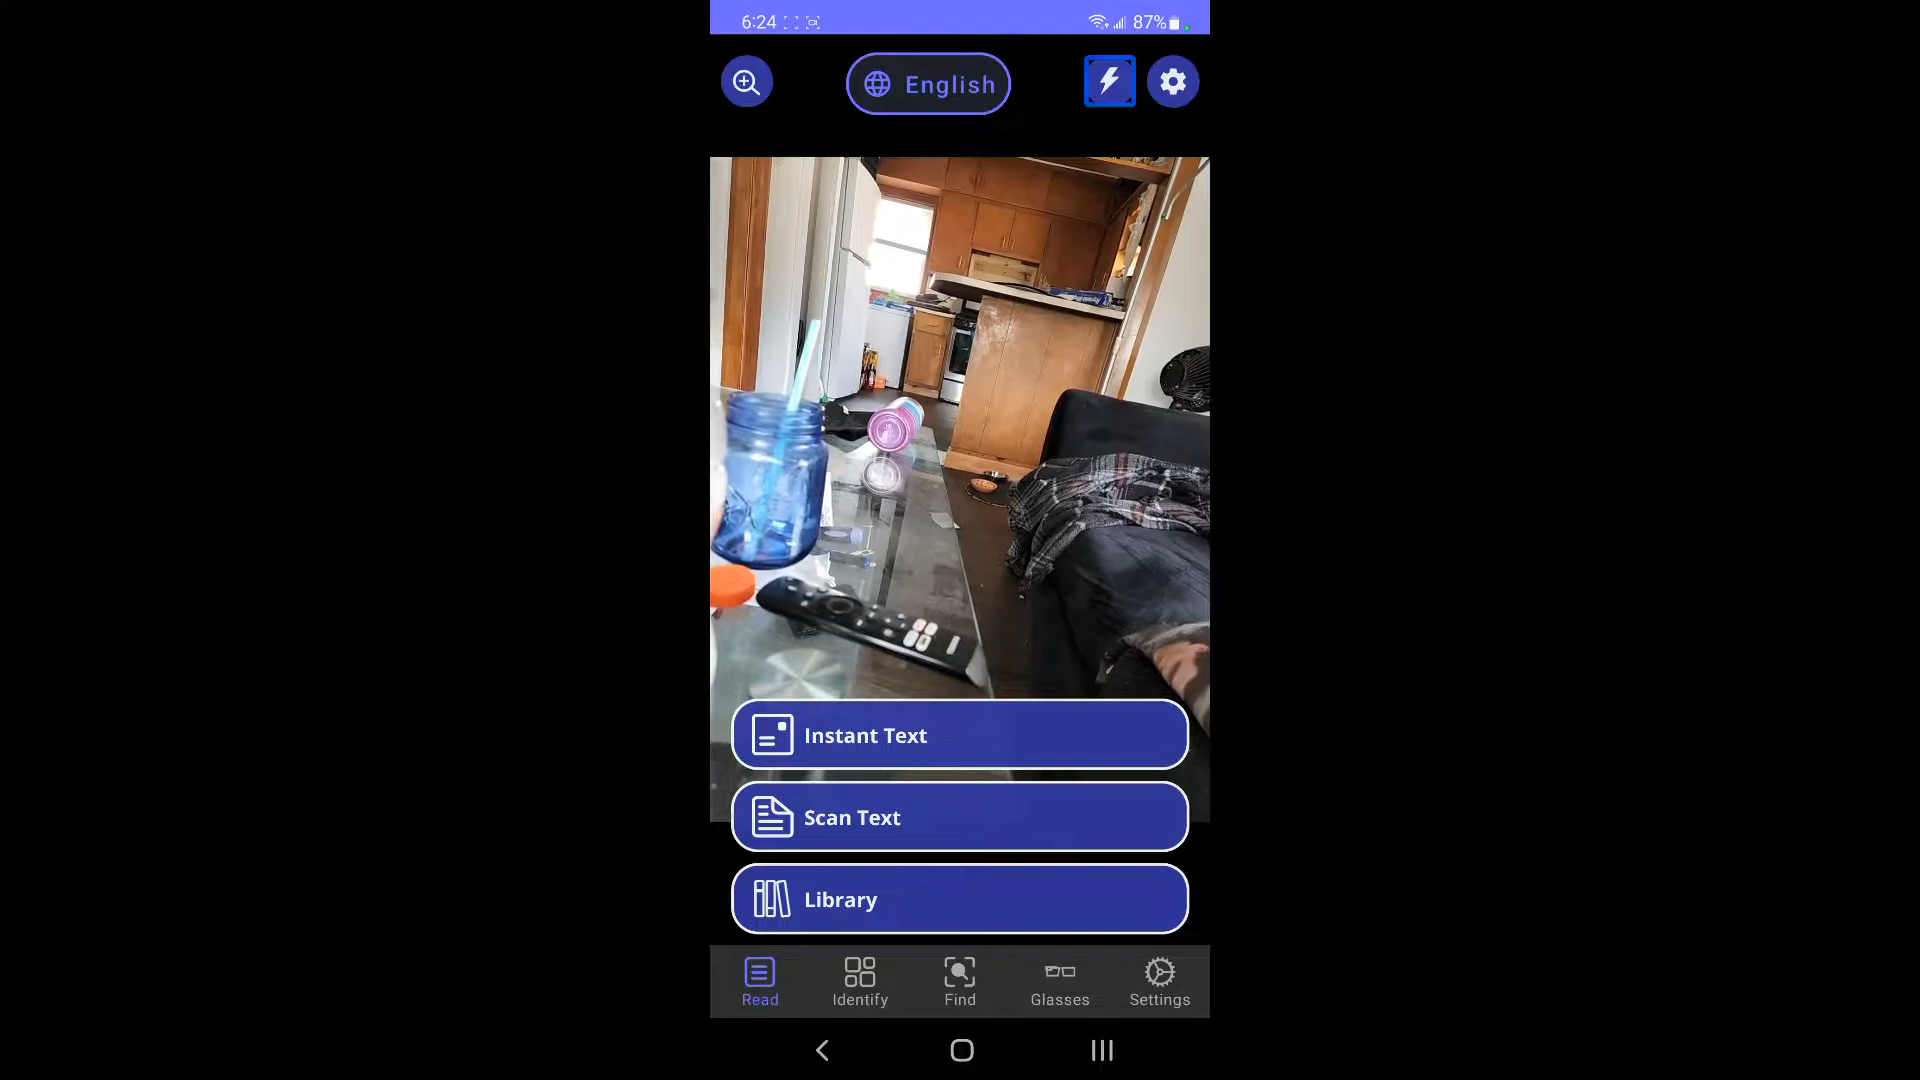 6:24
87%
English
Instant Text
Scan Text
Library
Read
Identify
Find
Glasses
Settings